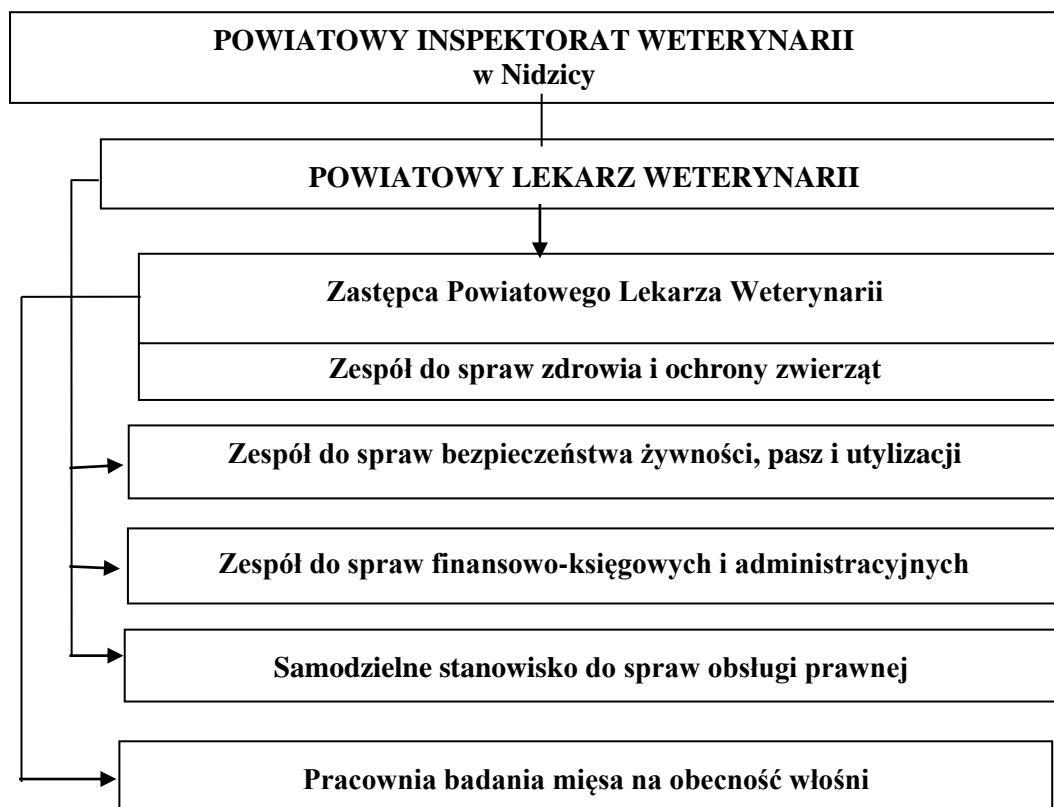 POWIATOWY INSPEKTORAT WETERYNARII
w Nidzicy
POWIATOWY LEKARZ WETERYNARII
Zastępca Powiatowego Lekarza Weterynarii
Zespół do spraw zdrowia i ochrony zwierząt
Zespół do spraw bezpieczeństwa żywności, pasz i utylizacji
Zespół do spraw finansowo-księgowych i administracyjnych
Samodzielne stanowisko do spraw obsługi prawnej
Pracownia badania mięsa na obecność włośni